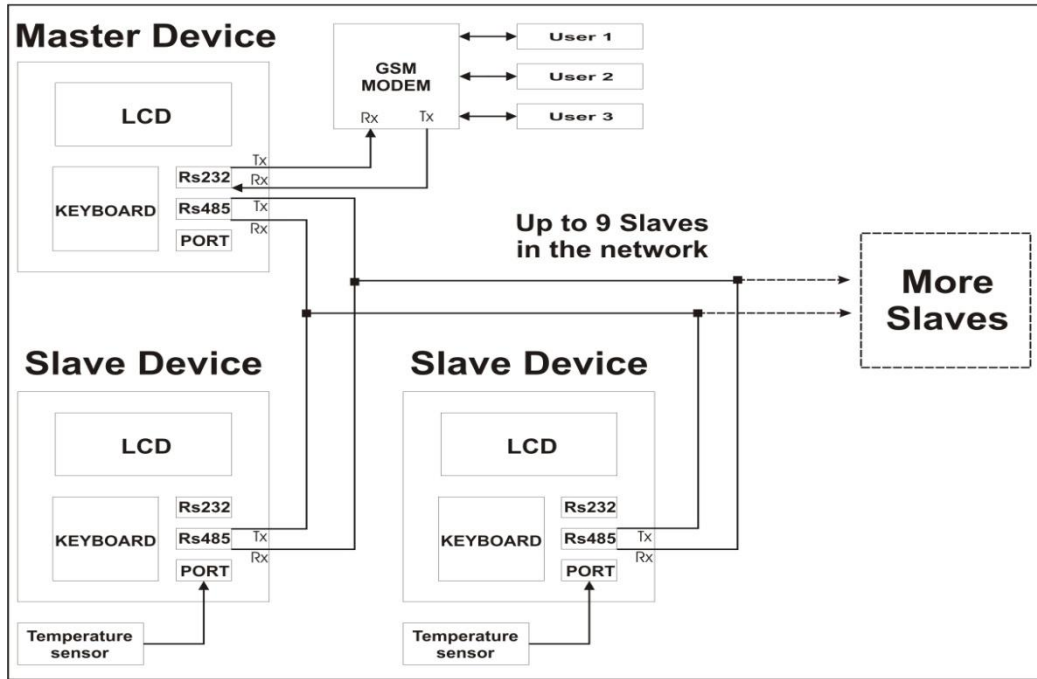 Master Device
LCD
KEYBOARD
Rs232
Rs485
PORT
Tx
Rx
Tx
Rx
GSM
MODEM
Rx
Tx
User 1
User 2
User 3
Up to 9 Slaves
in the network
More
Slaves
Slave Device
LCD
KEYBOARD
Rs232
Rs485
PORT
Tx
Rx
Temperature
sensor
Slave Device
LCD
KEYBOARD
Rs232
Rs485
PORT
Tx
Rx
Temperature
sensor